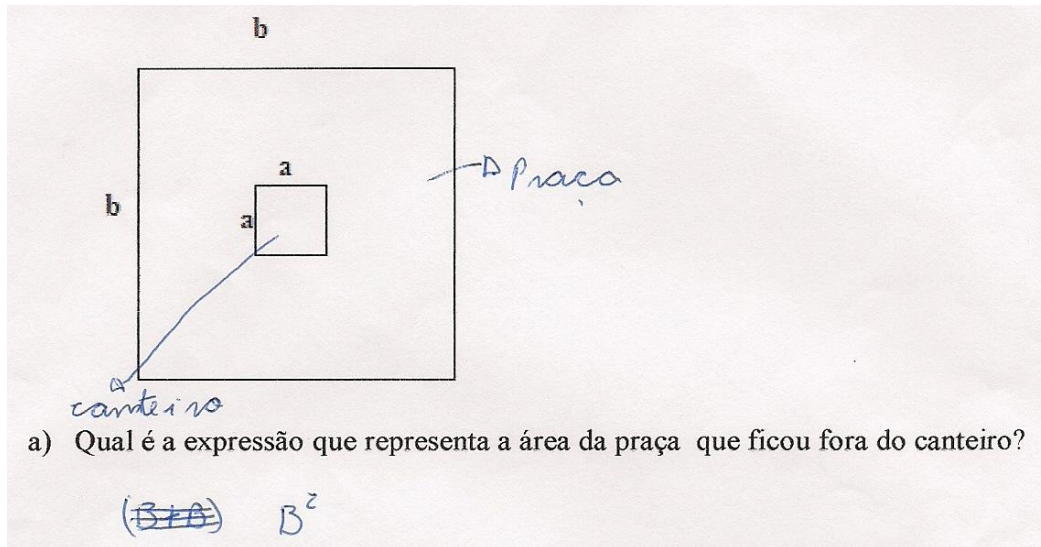 b
a
Praça
b
a
canteiro
a) Qual é a expressão que representa a área da praça que ficou fora do canteiro?
(B+B) B²